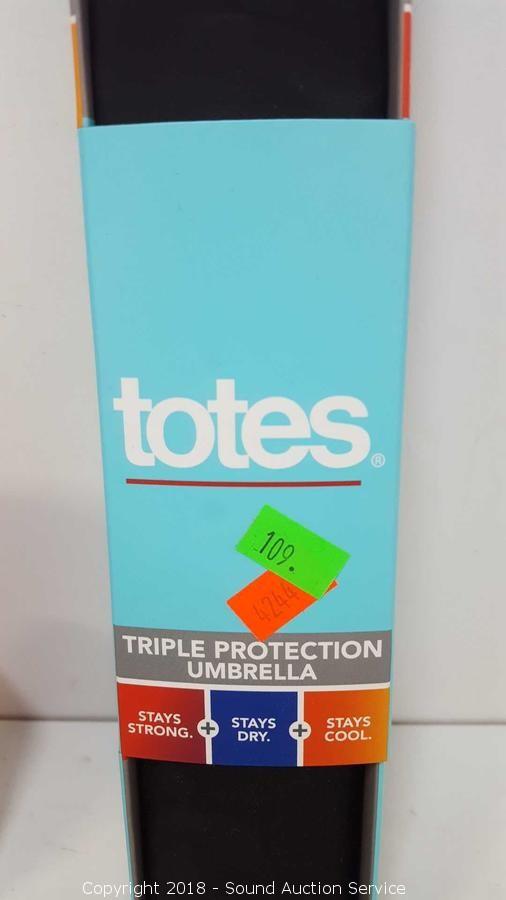 totes®
109.
4244
TRIPLE PROTECTION
UMBRELLA
STAYS
STRONG.
+
STAYS
DRY.
+
STAYS
COOL.
Copyright 2018 - Sound Auction Service